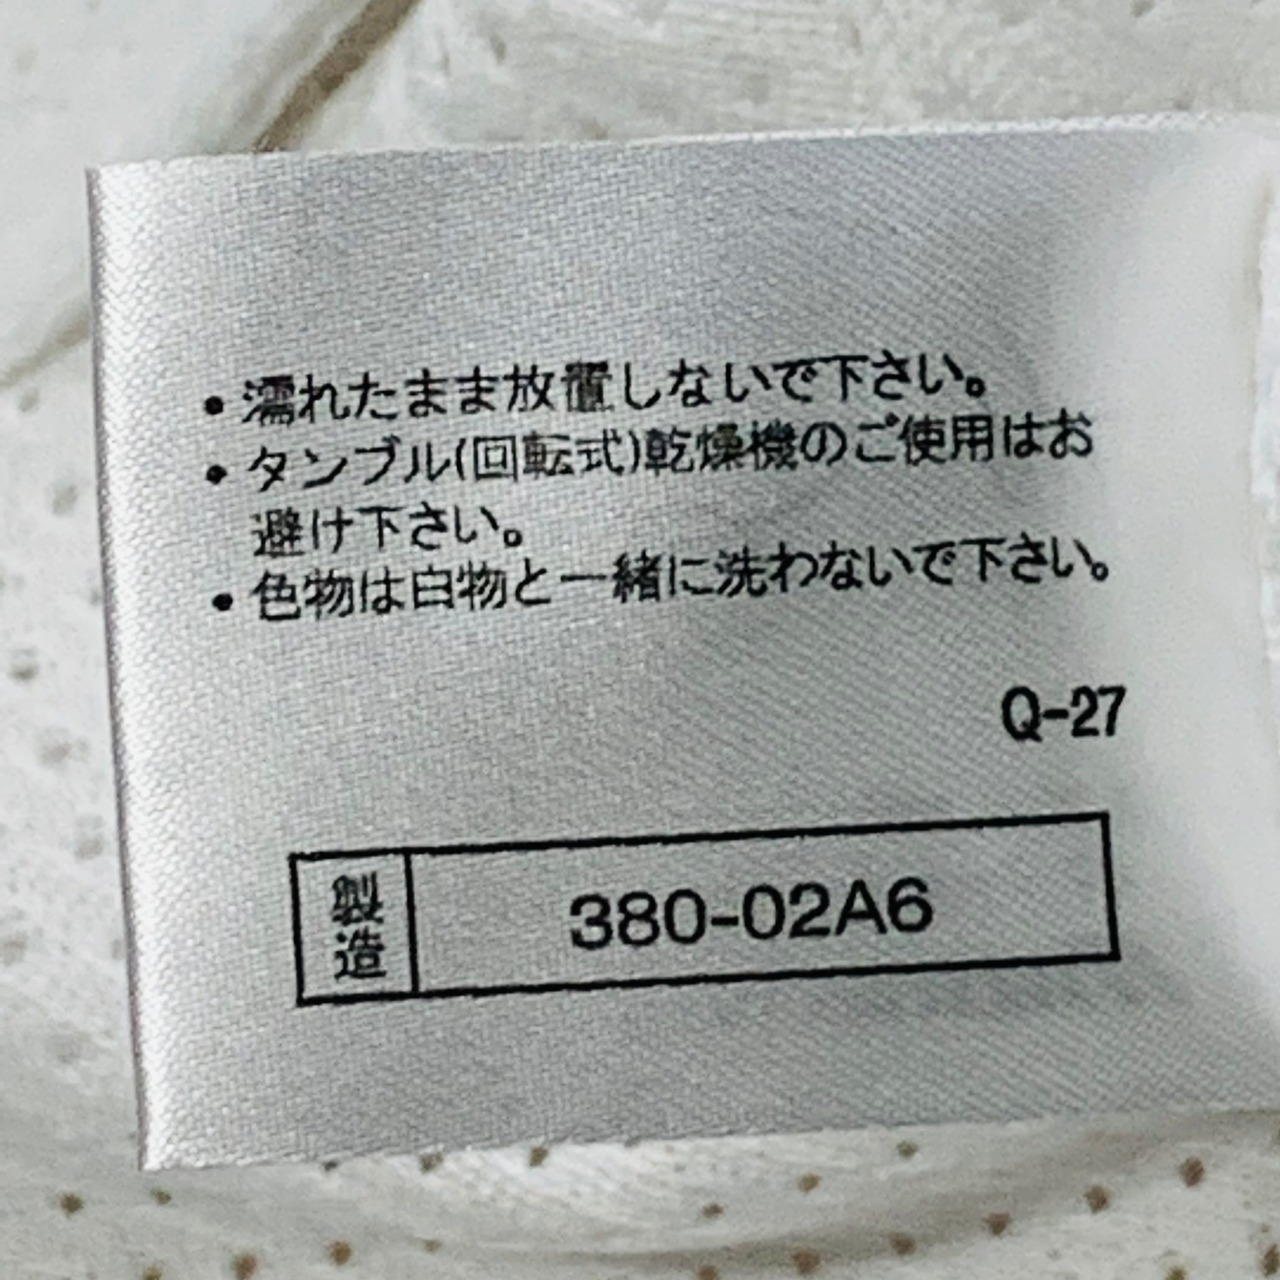 ・濡れたまま放置しないで下さい。
・タンブル(回転式)乾燥機のご使用はお
避け下さい。
・色物は白物と一緒に洗わないで下さい。
Q-27
製造 380-02A6